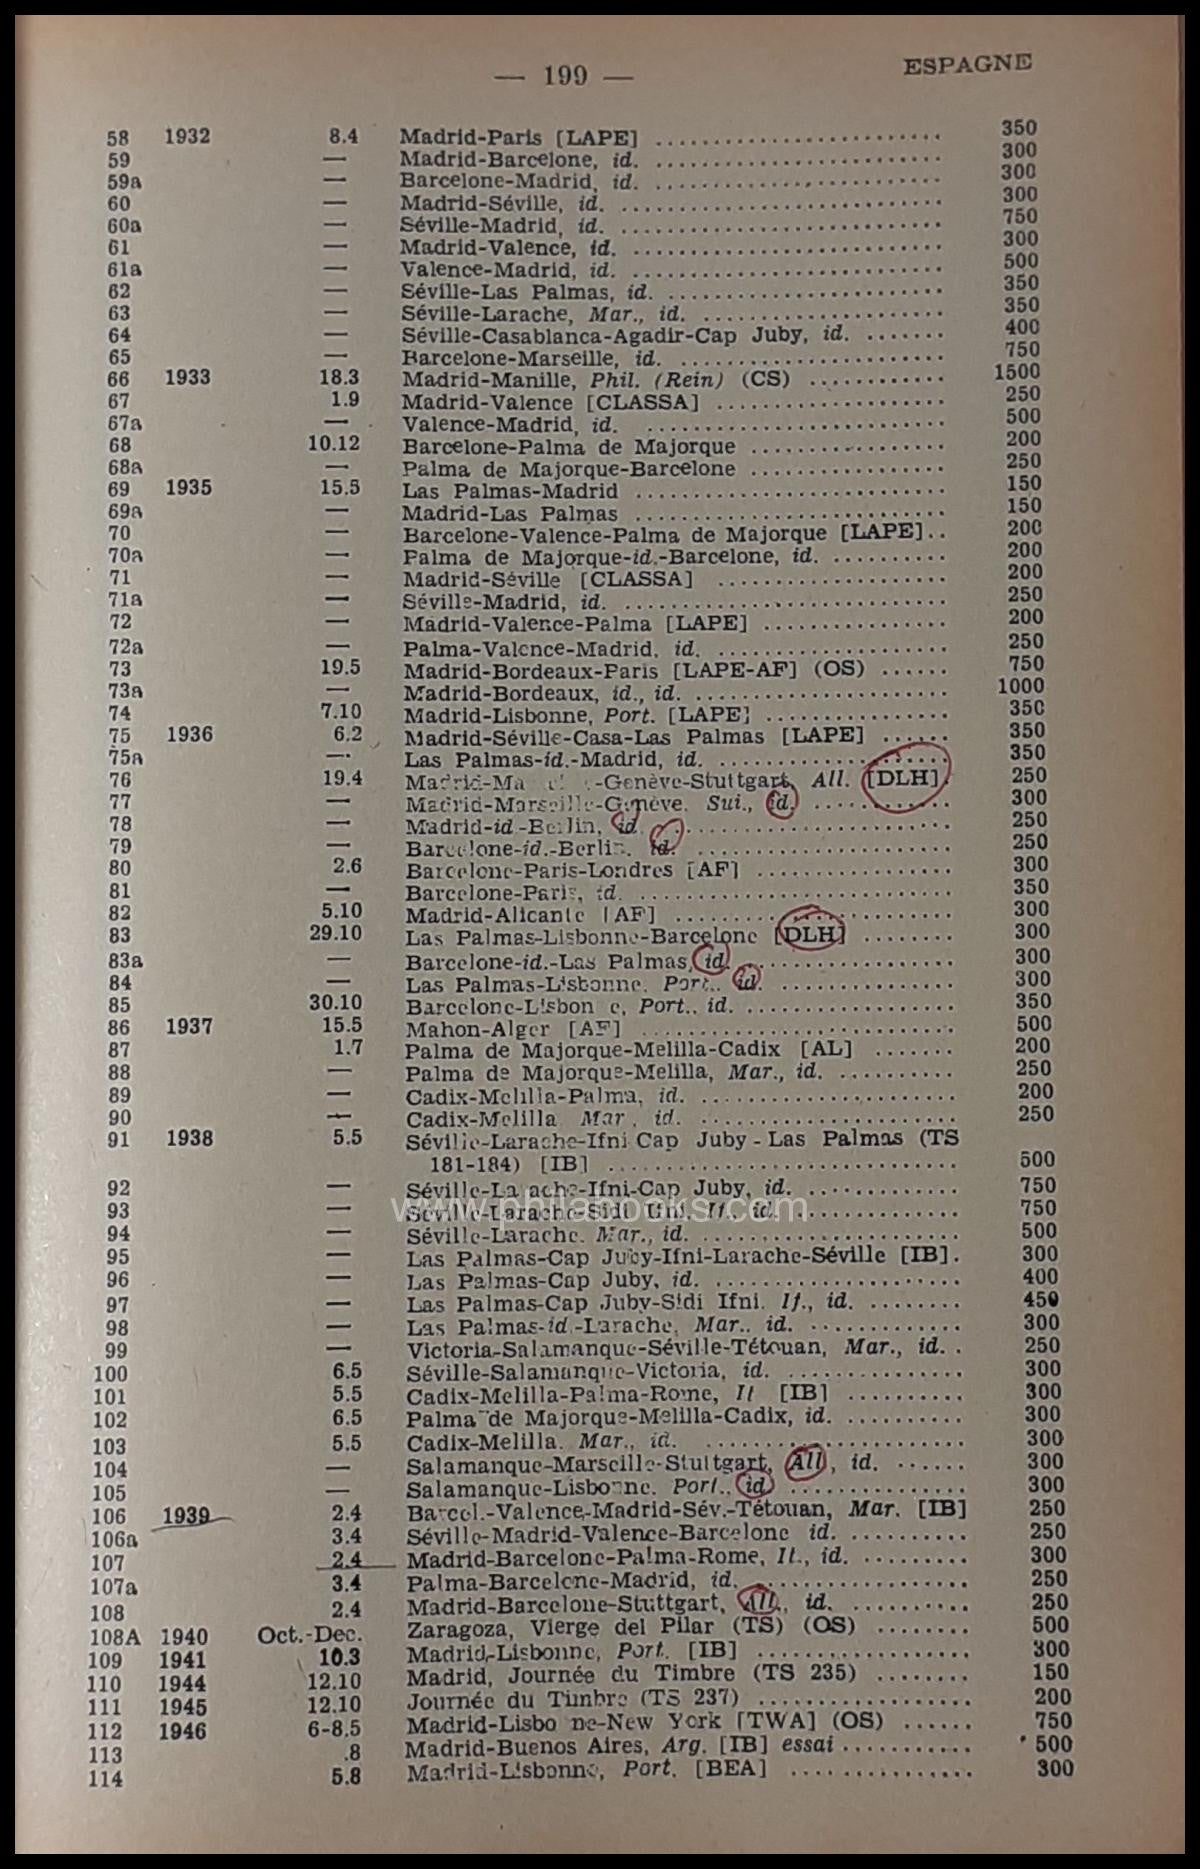 — 199 —
ESPAGNE
58 1932 8.4 Madrid-Paris [LAPE] ........................ 350
59 — Madrid-Barcelone, id. ........................ 300
59a — Barcelone-Madrid, id. ........................ 300
60 — Madrid-Séville, id. ........................ 300
60a — Séville-Madrid, id. ........................ 750
61 — Madrid-Valence, id. ........................ 300
61a — Valence-Madrid, id. ........................ 500
62 — Séville-Las Palmas, id. ........................ 350
63 — Séville-Larache, Mar., id. ........................ 350
64 — Séville-Casablanca-Agadir-Cap Juby, id. ....... 400
65 — Barcelone-Marseille, id. ........................ 750
66 1933 18.3 Madrid-Manille, Phil. (Rein) (CS) ............ 1500
67 1.9 Madrid-Valence [CLASSA] .................... 250
67a — Valence-Madrid, id. ........................ 500
68 10.12 Barcelone-Palma de Majorque ................. 200
68a — Palma de Majorque-Barcelone ................. 250
69 1935 15.5 Las Palmas-Madrid ........................ 150
69a — Madrid-Las Palmas ........................ 150
70 — Barcelone-Valence-Palma de Majorque [LAPE].. 200
70a — Palma de Majorque-id.-Barcelone, id. .......... 200
71 — Madrid-Séville [CLASSA] .................... 200
71a — Séville-Madrid, id. ........................ 250
72 — Madrid-Valence-Palma [LAPE] ................ 200
72a — Palma-Valence-Madrid, id. .................... 250
73 19.5 Madrid-Bordeaux-Paris [LAPE-AF] (OS) ...... 750
73a — Madrid-Bordeaux, id., id. ...................... 1000
74 7.10 Madrid-Lisbonne, Port. [LAPE] ................ 350
75 1936 6.2 Madrid-Séville-Casa-Las Palmas [LAPE] ...... 350
75a — Las Palmas-id.-Madrid, id. .................... 350
76 19.4 Madrid-Ma -Genève-Stuttgart, All. [DLH]. 250
77 — Madrid-Marseille-Genève. Sui., id. ............ 300
78 — Madrid-id.-Berlin, id. ........................ 250
79 — Barcelone-id.-Berlin, id. ...................... 250
80 2.6 Barcelone-Paris-Londres [AF] ................. 300
81 — Barcelone-Paris, id. ........................ 350
82 5.10 Madrid-Alicante [AF] ........................ 300
83 29.10 Las Palmas-Lisbonne-Barcelone [DLH] ........ 300
83a — Barcelone-id.-Las Palmas, id. .................. 300
84 — Las Palmas-Lisbonne. Port., id. ............... 300
85 30.10 Barcelone-Lisbon e, Port., id. .................. 350
86 1937 15.5 Mahon-Alger [AF] ........................ 500
87 1.7 Palma de Majorque-Melilla-Cadix [AL] ....... 200
88 — Palma de Majorque-Melilla, Mar., id. .......... 250
89 — Cadix-Melilla-Palma, id. ...................... 200
90 — Cadix-Melilla Mar., id. ...................... 250
91 1938 5.5 Séville-Larache-Ifni Cap Juby - Las Palmas (TS
181-184) [IB] ........................ 500
92 — Séville-La ache-Ifni-Cap Juby, id. ............. 750
93 — Séville-Larache-Sidi Ifni. If., id. ............... 750
94 — Séville-Larache. Mar., id. ...................... 500
95 — Las Palmas-Cap Juby-Ifni-Larache-Séville [IB]. 300
96 — Las Palmas-Cap Juby, id. ..................... 400
97 — Las Palmas-Cap Juby-Sidi Ifni. If., id. ........ 450
98 — Las Palmas-id.-Larache, Mar., id. ............. 300
99 — Victoria-Salamanque-Séville-Tétouan, Mar., id. . 250
100 6.5 Séville-Salamanque-Victoria, id. ............... 300
101 5.5 Cadix-Melilla-Palma-Rome, It [IB] .......... 300
102 6.5 Palma de Majorque-Melilla-Cadix, id. .......... 300
103 5.5 Cadix-Melilla. Mar., id. ...................... 300
104 — Salamanque-Marseille-Stuttgart, All, id. ...... 300
105 — Salamanque-Lisbonne. Port., id. ............... 300
106 1939 2.4 Barcel.-Valence-Madrid-Sév.-Tétouan, Mar. [IB] 250
106a 3.4 Séville-Madrid-Valence-Barcelone id. .......... 250
107 2.4 Madrid-Barcelone-Palma-Rome, It., id. ......... 300
107a 3.4 Palma-Barcelone-Madrid, id. .................. 250
108 2.4 Madrid-Barcelone-Stuttgart, All., id. .......... 250
108A 1940 Oct.-Dec. Zaragoza, Vierge del Pilar (TS) (OS) ........ 500
109 1941 10.3 Madrid-Lisbonne, Port. [IB] .................. 300
110 1944 12.10 Madrid, Journée du Timbre (TS 235) ........ 150
111 1945 12.10 Journée du Timbre (TS 237) .................. 200
112 1946 6-8.5 Madrid-Lisbo ne-New York [TWA] (OS) ...... 750
113 .8 Madrid-Buenos Aires, Arg. [IB] essai ........... 500
114 5.8 Madrid-Lisbonne, Port. [BEA] ................ 300
www.philabooks.com